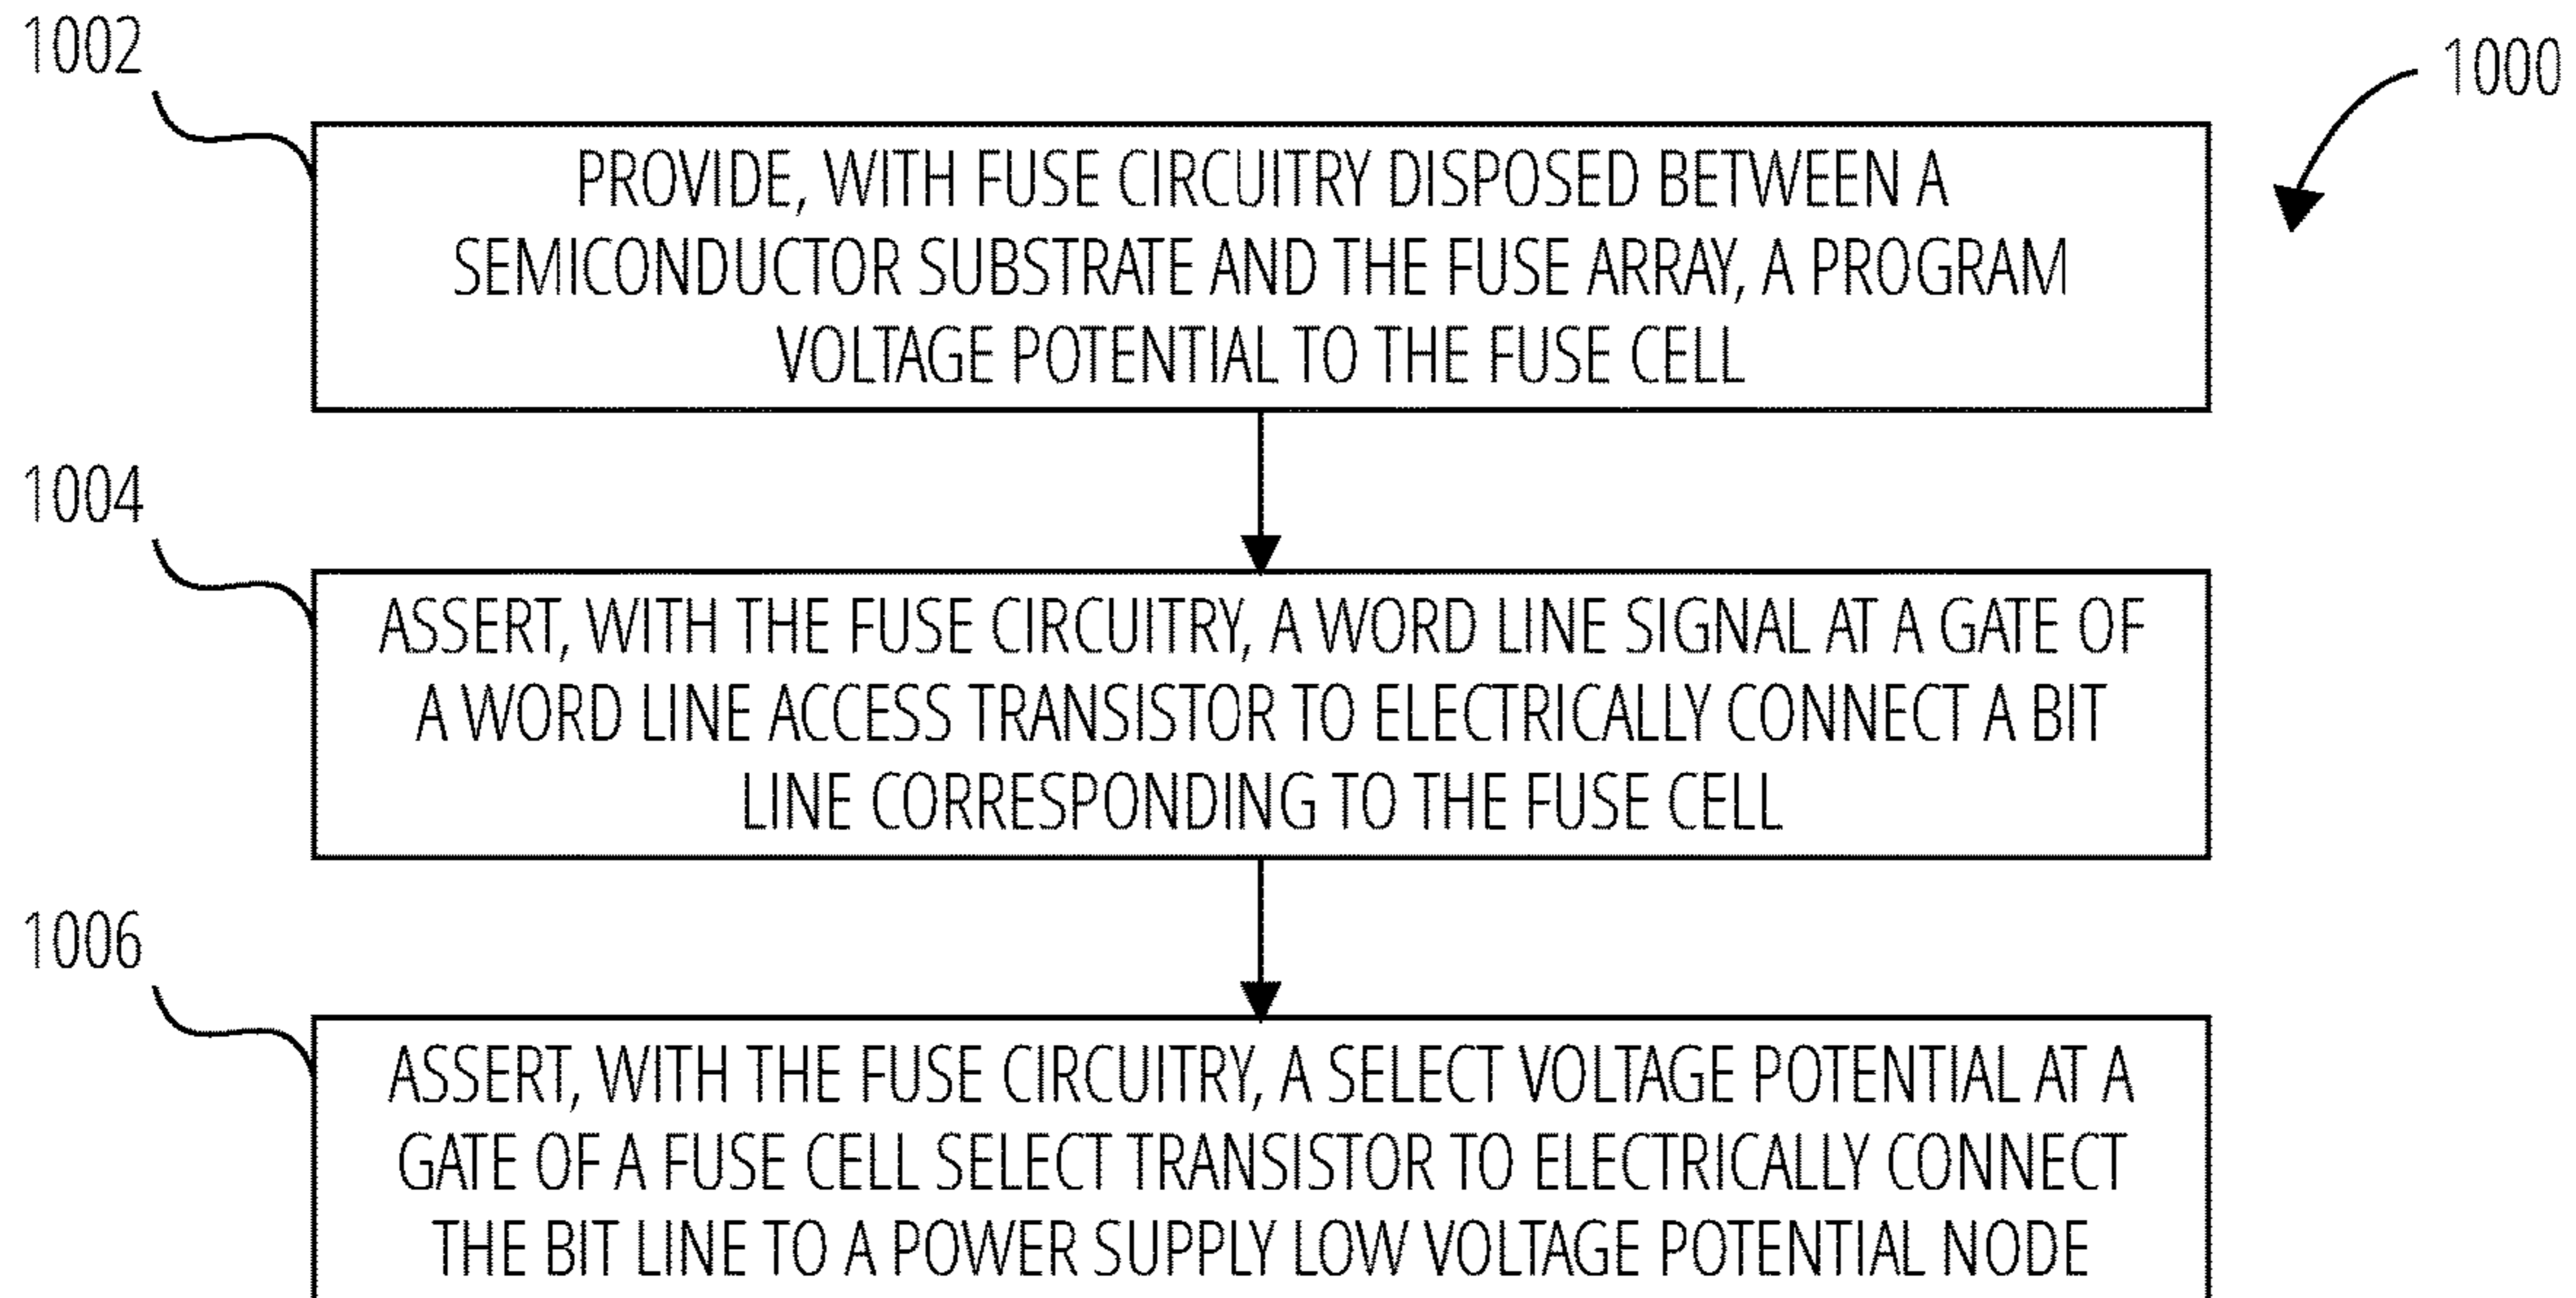 1002
1000
PROVIDE, WITH FUSE CIRCUITRY DISPOSED BETWEEN A
SEMICONDUCTOR SUBSTRATE AND THE FUSE ARRAY, A PROGRAM
VOLTAGE POTENTIAL TO THE FUSE CELL
1004
ASSERT, WITH THE FUSE CIRCUITRY, A WORD LINE SIGNAL AT A GATE OF
A WORD LINE ACCESS TRANSISTOR TO ELECTRICALLY CONNECT A BIT
LINE CORRESPONDING TO THE FUSE CELL
1006
ASSERT, WITH THE FUSE CIRCUITRY, A SELECT VOLTAGE POTENTIAL AT A
GATE OF A FUSE CELL SELECT TRANSISTOR TO ELECTRICALLY CONNECT
THE BIT LINE TO A POWER SUPPLY LOW VOLTAGE POTENTIAL NODE